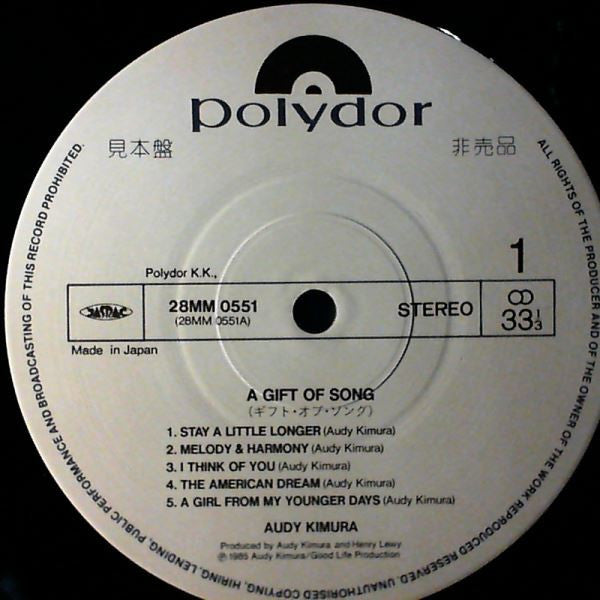 polydor
見本盤
非売品
1
Polydor K.K.,
JASRAC
28MM 0551
(28MM 0551A)
STEREO
33 1/3
Made in Japan
A GIFT OF SONG
(ギフト・オブ・ソング)
1. STAY A LITTLE LONGER (Audy Kimura)
2. MELODY & HARMONY (Audy Kimura)
3. I THINK OF YOU (Audy Kimura)
4. THE AMERICAN DREAM (Audy Kimura)
5. A GIRL FROM MY YOUNGER DAYS (Audy Kimura)
AUDY KIMURA
Produced by Audy Kimura and Henry Lewy
℗ 1985 Audy Kimura/Good Life Production
ALL RIGHTS OF THE PRODUCER AND OF THE OWNER OF THE WORK REPRODUCED RESERVED. UNAUTHORISED COPYING, HIRING, LENDING, PUBLIC PERFORMANCE AND BROADCASTING OF THIS RECORD PROHIBITED.